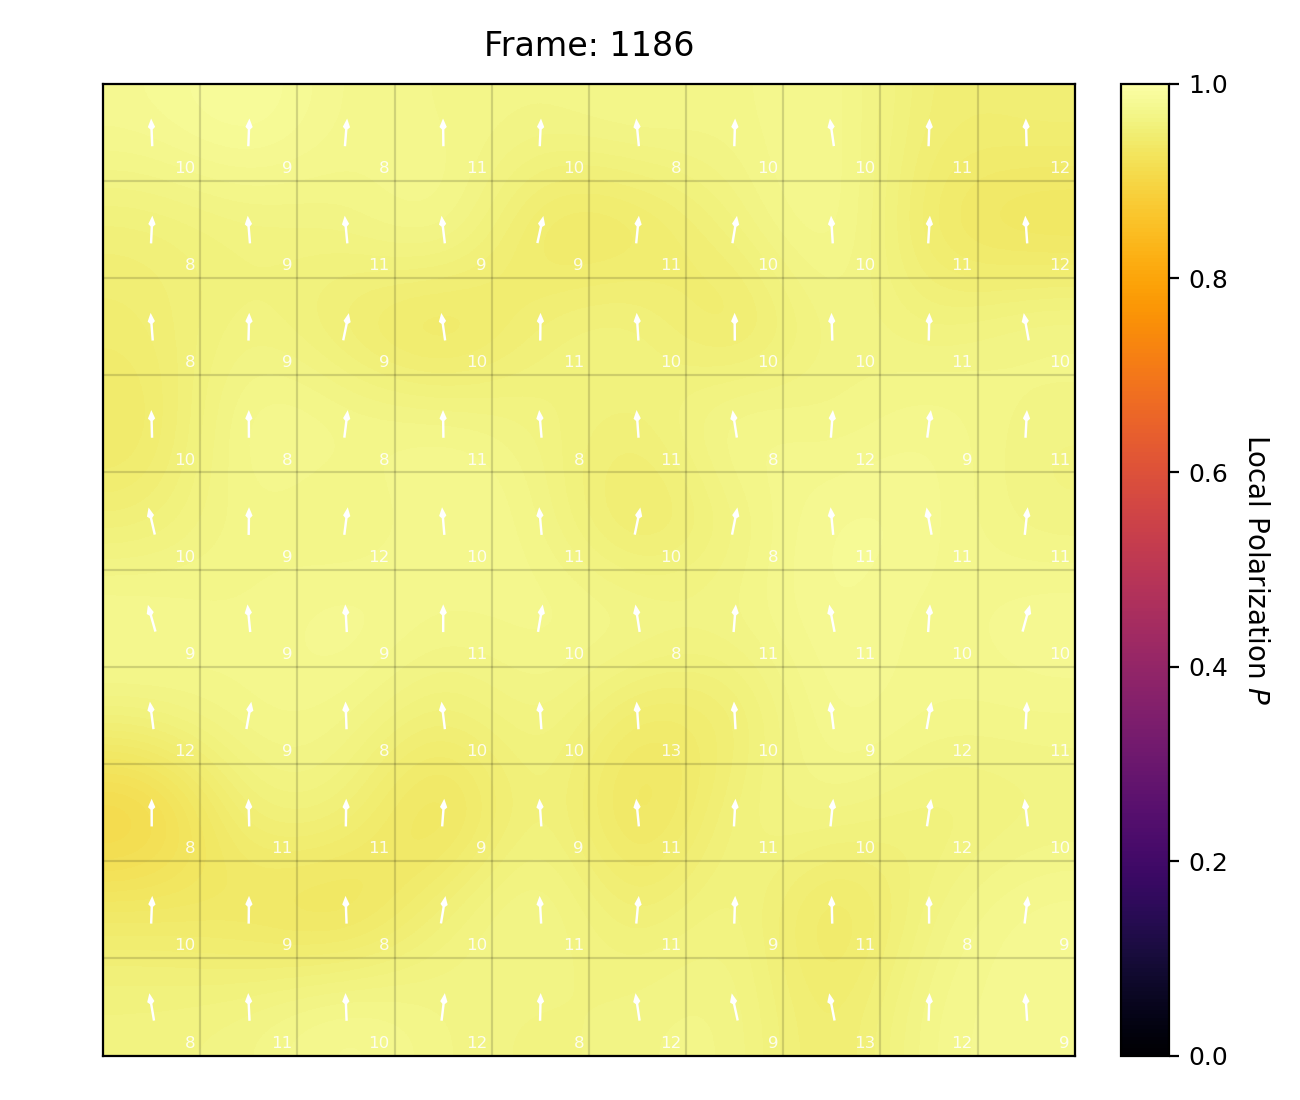 Frame: 1186
10 9 8 11 10 8 10 10 11 12
8 9 11 9 9 11 10 10 11 12
8 9 9 10 11 10 10 10 11 10
10 8 8 11 8 11 8 12 9 11
10 9 12 10 11 10 8 11 11 11
9 9 9 11 10 8 11 11 10 10
12 9 8 10 10 13 10 9 12 11
8 11 11 9 9 11 11 10 12 10
10 9 8 10 11 11 9 11 8 9
8 11 10 12 8 12 9 13 12 9
1.0
0.8
0.6
0.4
0.2
0.0
Local Polarization P